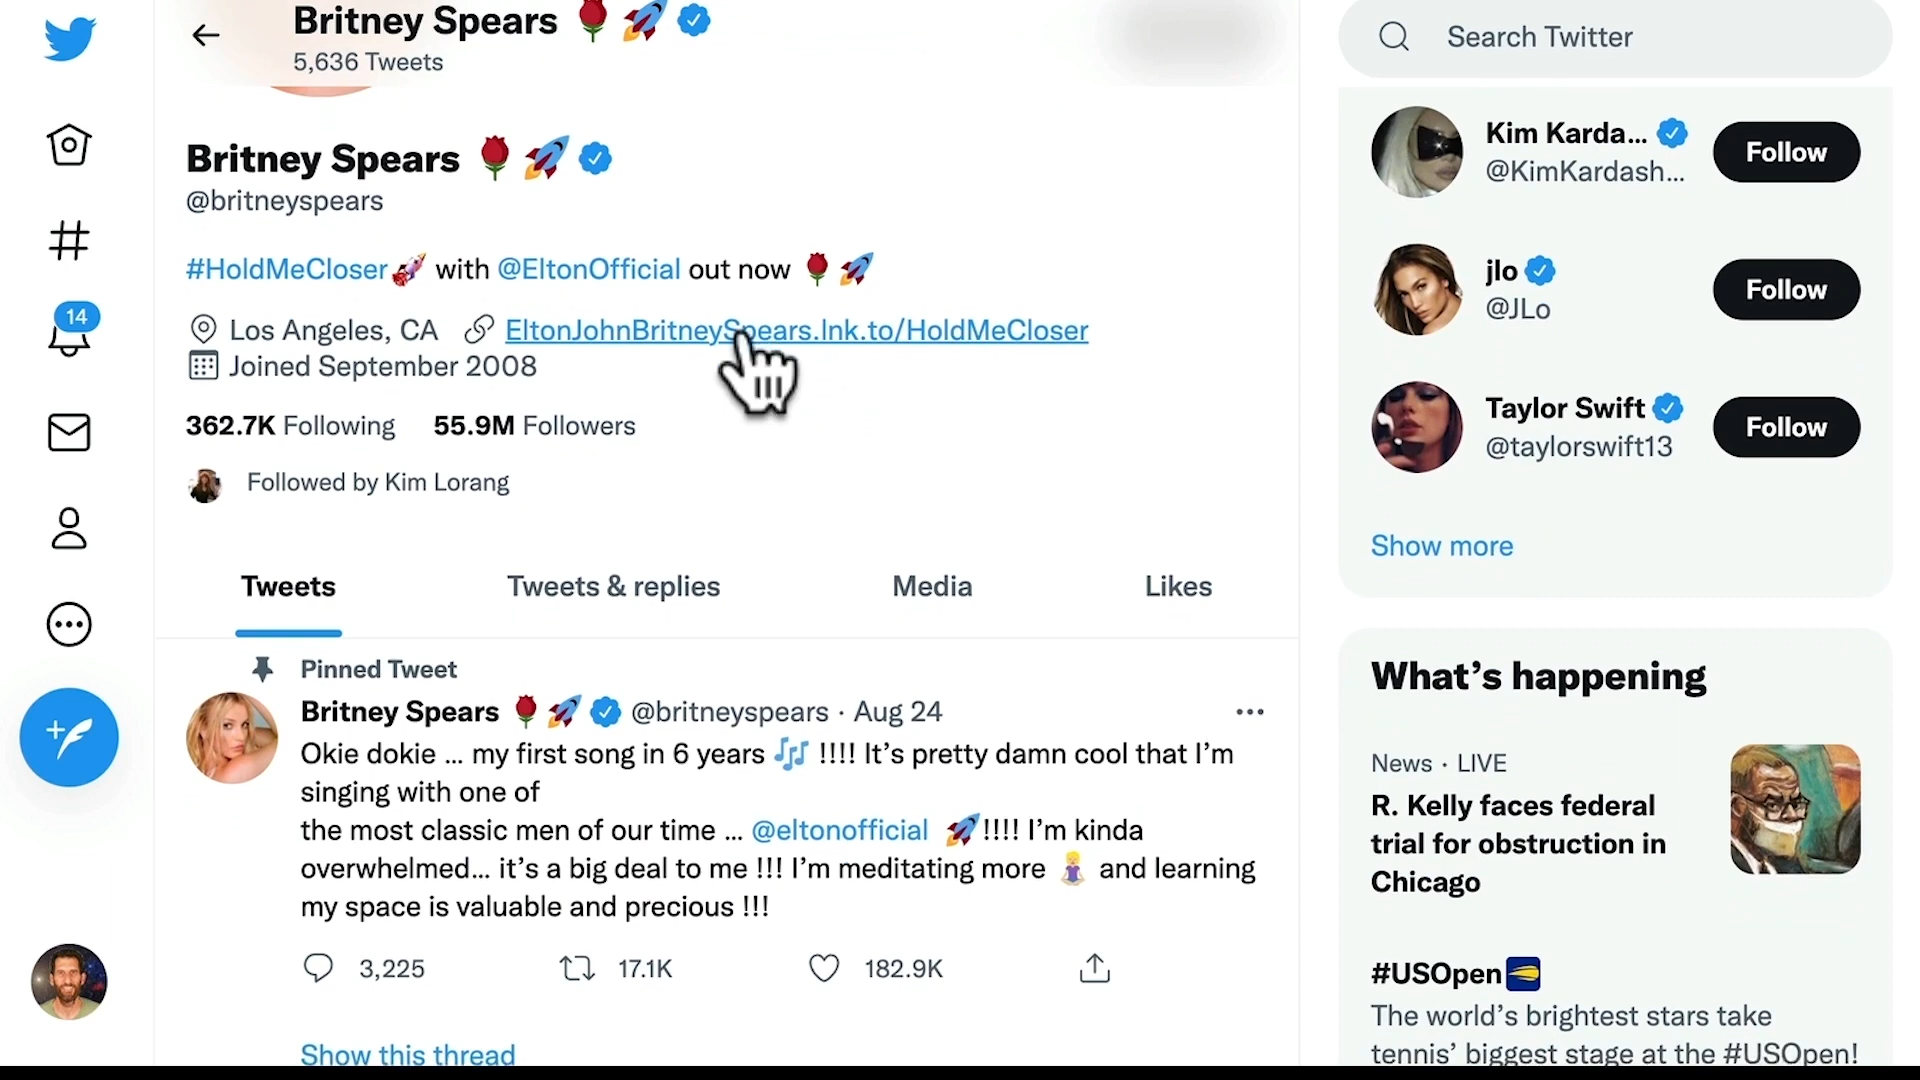 Britney Spears 🌹🚀
5,636 Tweets
Search Twitter
14
Britney Spears 🌹🚀
@britneyspears
#HoldMeCloser🚀 with @EltonOfficial out now 🌹🚀
Los Angeles, CA EltonJohnBritneySpears.lnk.to/HoldMeCloser
Joined September 2008
362.7K Following 55.9M Followers
Followed by Kim Lorang
Tweets Tweets & replies Media Likes
Pinned Tweet
Britney Spears 🌹🚀 @britneyspears · Aug 24
Okie dokie ... my first song in 6 years 🎶 !!!! It’s pretty damn cool that I’m
singing with one of
the most classic men of our time ... @eltonofficial 🚀!!!! I’m kinda
overwhelmed... it’s a big deal to me !!! I’m meditating more 🧘🏼‍♀️ and learning
my space is valuable and precious !!!
3,225 17.1K 182.9K
Show this thread
Kim Karda...
@KimKardash...
Follow
jlo
@JLo
Follow
Taylor Swift
@taylorswift13
Follow
Show more
What’s happening
News · LIVE
R. Kelly faces federal
trial for obstruction in
Chicago
#USOpen
The world’s brightest stars take
tennis’ biggest stage at the #USOpen!